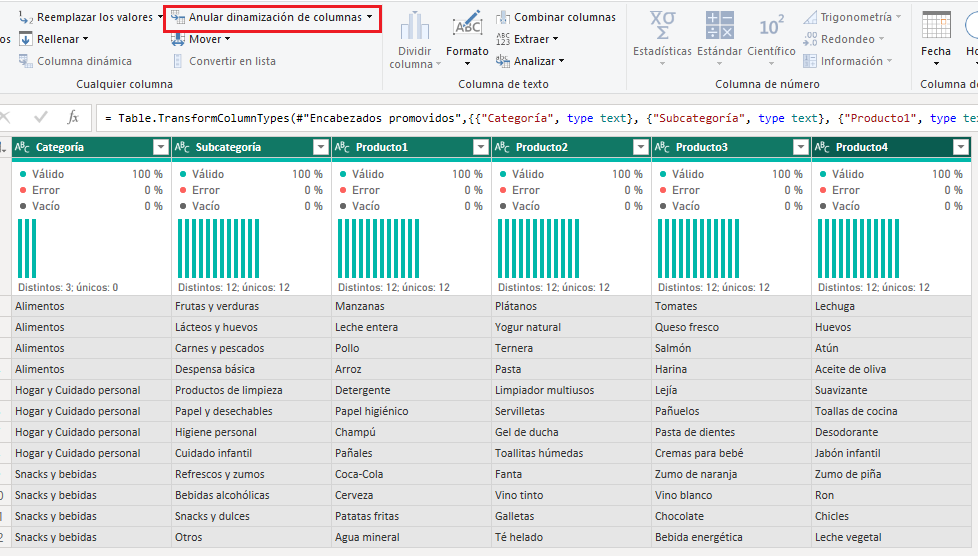 Reemplazar los valores
Anular dinamización de columnas
Combinar columnas
Trigonometría
os
Rellenar
Mover
ABC
123
Extraer
.00
.0
Redondeo
Columna dinámica
Convertir en lista
Dividir
columna
ABC
Formato
Analizar
XΣ
Σ
Estadísticas
Estándar
10²
Científico
Información
Fecha
Cualquier columna
Columna de texto
Columna de número
Columna d
fx
= Table.TransformColumnTypes(#"Encabezados promovidos",{{"Categoría", type text}, {"Subcategoría", type text}, {"Producto1", type
Categoría
Subcategoría
Producto1
Producto2
Producto3
Producto4
Válido 100 %
Válido 100 %
Válido 100 %
Válido 100 %
Válido 100 %
Válido 100 %
Error 0 %
Error 0 %
Error 0 %
Error 0 %
Error 0 %
Error 0 %
Vacío 0 %
Vacío 0 %
Vacío 0 %
Vacío 0 %
Vacío 0 %
Vacío 0 %
Distintos: 3; únicos: 0
Distintos: 12; únicos: 12
Distintos: 12; únicos: 12
Distintos: 12; únicos: 12
Distintos: 12; únicos: 12
Distintos: 12; únicos: 12
Alimentos Frutas y verduras Manzanas Plátanos Tomates Lechuga
Alimentos Lácteos y huevos Leche entera Yogur natural Queso fresco Huevos
Alimentos Carnes y pescados Pollo Ternera Salmón Atún
Alimentos Despensa básica Arroz Pasta Harina Aceite de oliva
Hogar y Cuidado personal Productos de limpieza Detergente Limpiador multiusos Lejía Suavizante
Hogar y Cuidado personal Papel y desechables Papel higiénico Servilletas Pañuelos Toallas de cocina
Hogar y Cuidado personal Higiene personal Champú Gel de ducha Pasta de dientes Desodorante
Hogar y Cuidado personal Cuidado infantil Pañales Toallitas húmedas Cremas para bebé Jabón infantil
Snacks y bebidas Refrescos y zumos Coca-Cola Fanta Zumo de naranja Zumo de piña
Snacks y bebidas Bebidas alcohólicas Cerveza Vino tinto Vino blanco Ron
Snacks y bebidas Snacks y dulces Patatas fritas Galletas Chocolate Chicles
Snacks y bebidas Otros Agua mineral Té helado Bebida energética Leche vegetal